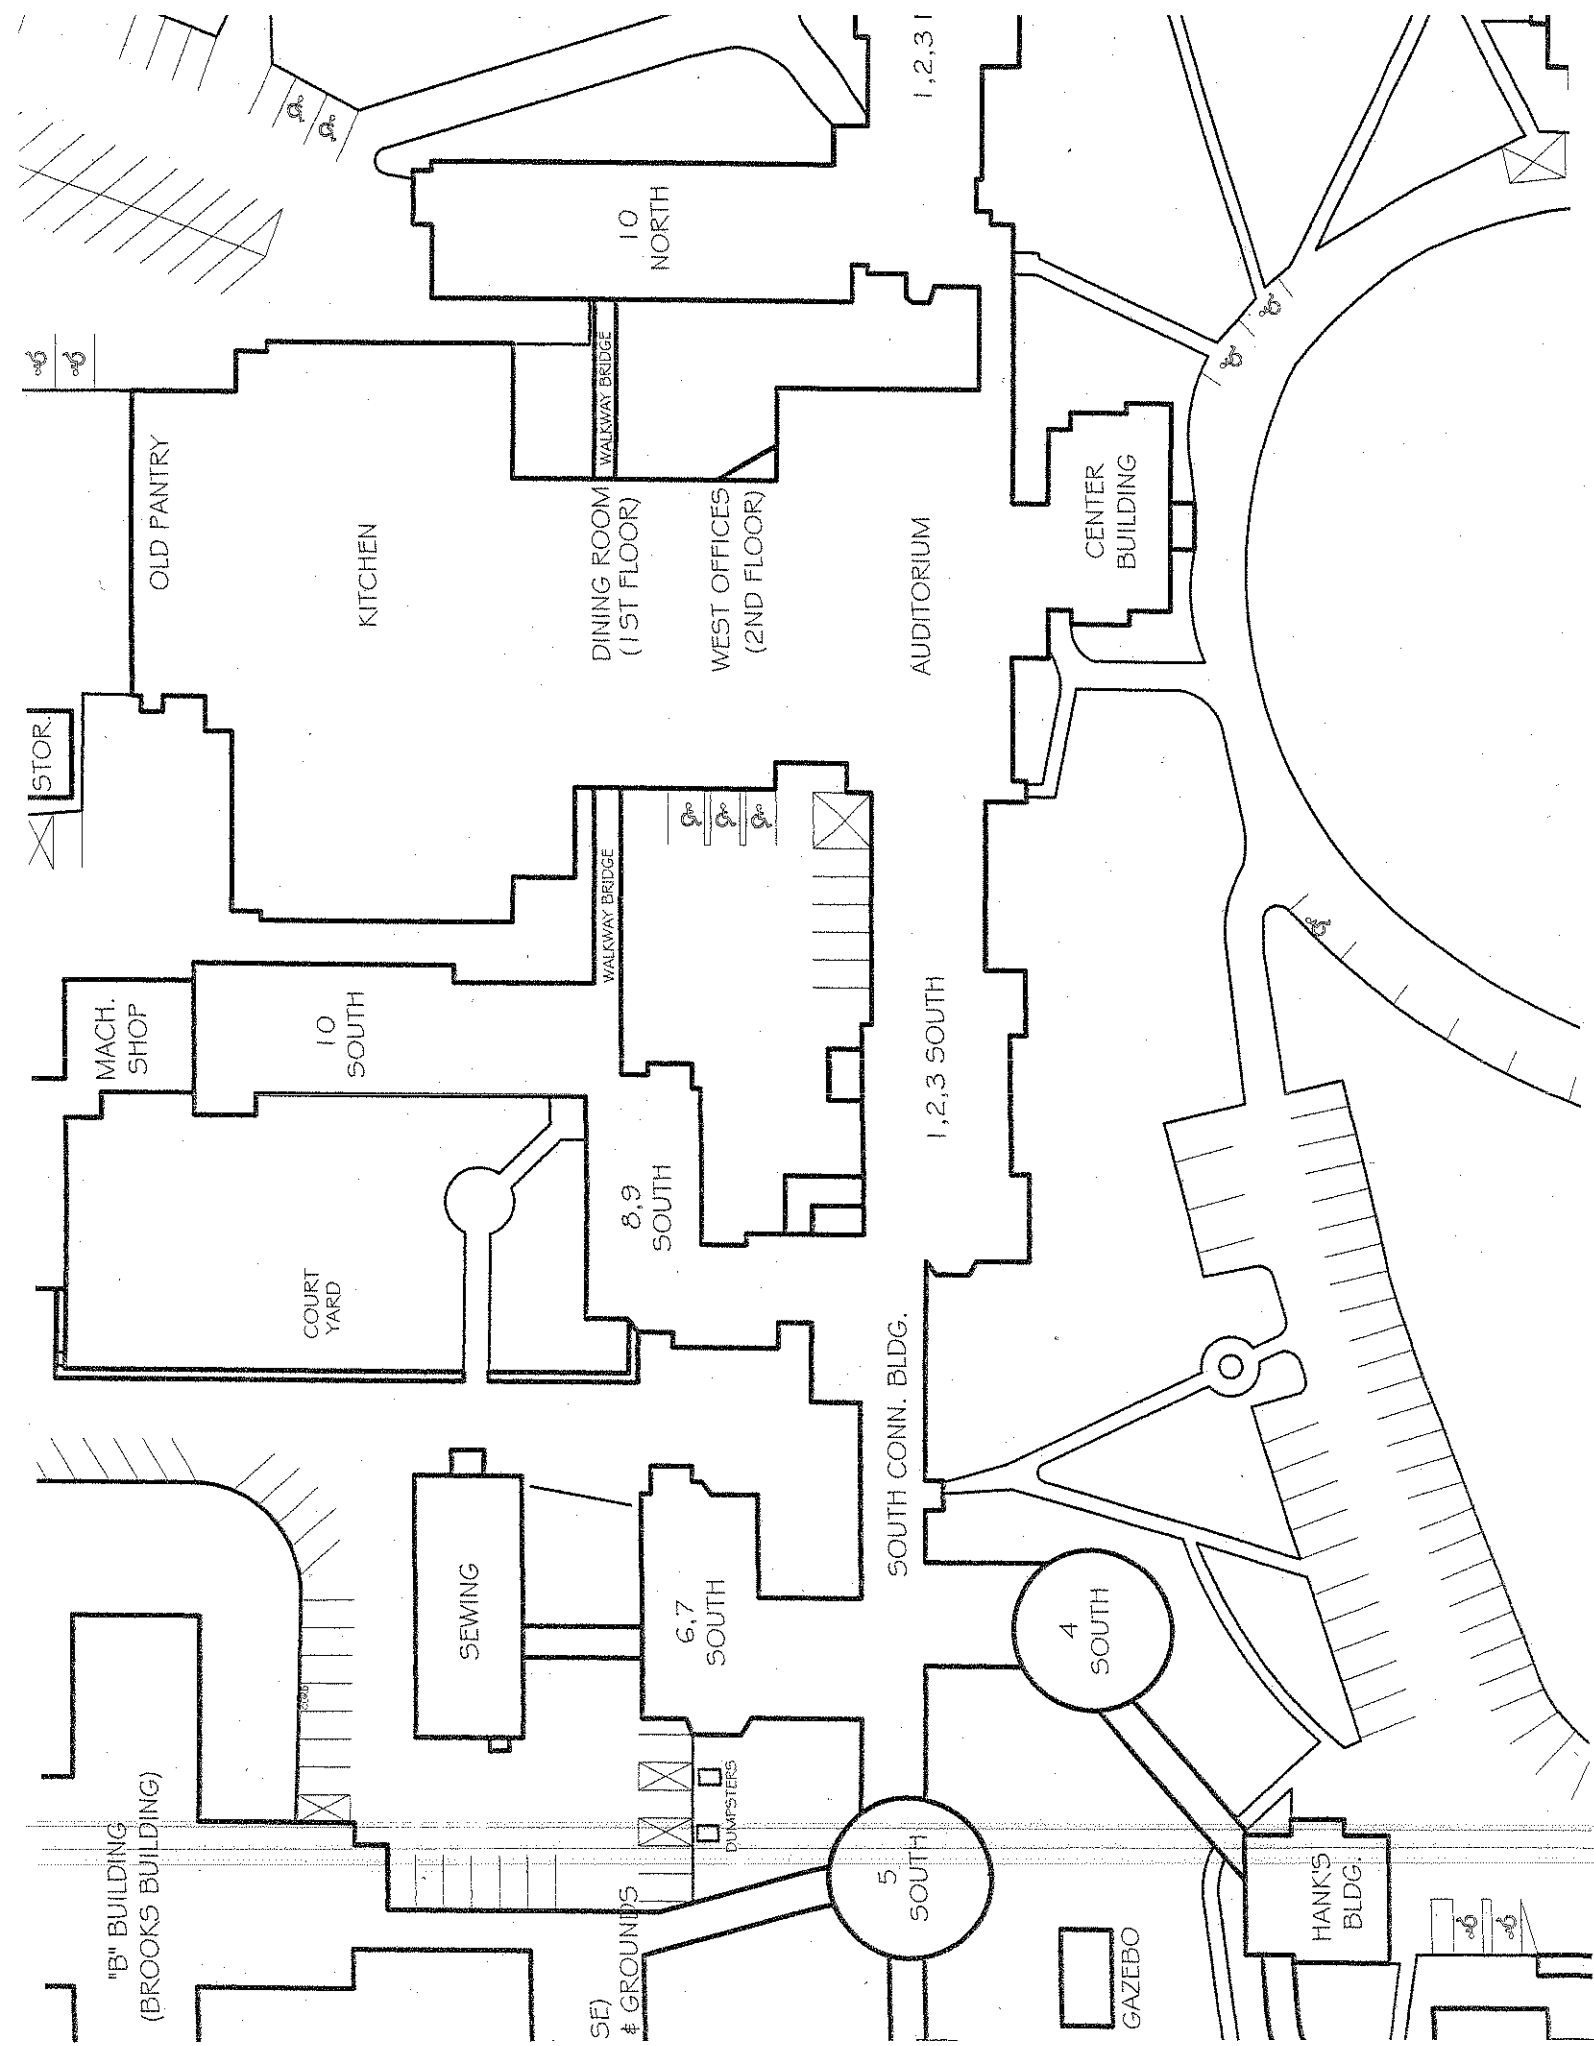 1,2,3
10
NORTH
WALKWAY BRIDGE
OLD PANTRY
KITCHEN
DINING ROOM
(1ST FLOOR)
WEST OFFICES
(2ND FLOOR)
AUDITORIUM
CENTER
BUILDING
STOR.
WALKWAY BRIDGE
MACH.
SHOP
10
SOUTH
1,2,3 SOUTH
8,9
SOUTH
COURT
YARD
SOUTH CONN. BLDG.
SEWING
6,7
SOUTH
4
SOUTH
DUMPSTERS
"B" BUILDING
(BROOKS BUILDING)
5
SOUTH
HANK'S
BLDG.
GAZEBO
SE)
& GROUNDS